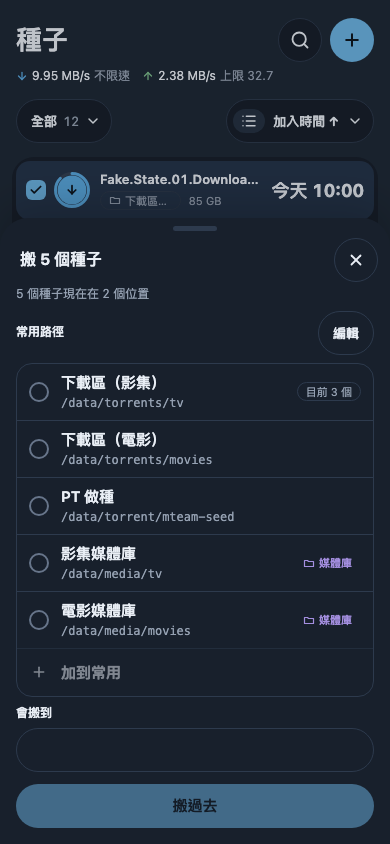 種子
9.95 MB/s 不限速 2.38 MB/s 上限 32.7
全部 12
加入時間
Fake.State.01.Downloa...
下載區... 85 GB
今天 10:00
搬 5 個種子
5 個種子現在在 2 個位置
常用路徑
編輯
下載區（影集）
/data/torrents/tv
目前 3 個
下載區（電影）
/data/torrents/movies
PT 做種
/data/torrent/mteam-seed
影集媒體庫
/data/media/tv
媒體庫
電影媒體庫
/data/media/movies
媒體庫
加到常用
會搬到
搬過去